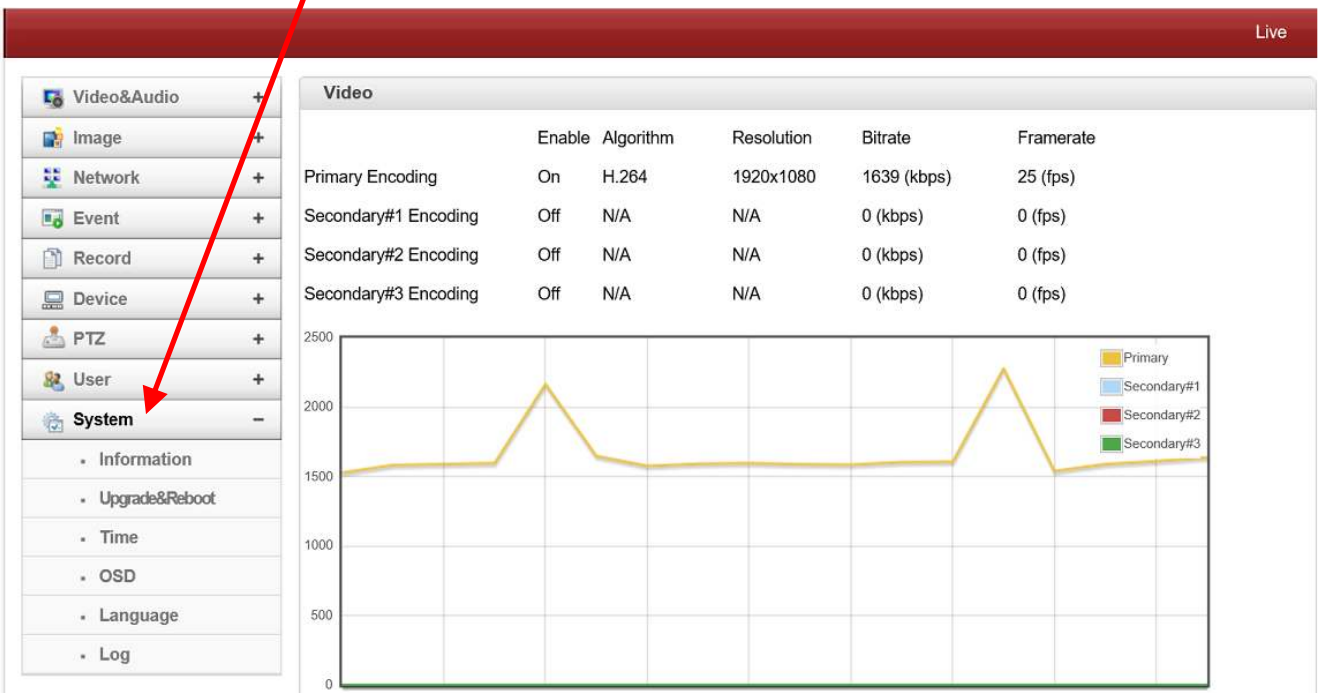 Live
Video&Audio +
Image +
Network +
Event +
Record +
Device +
PTZ +
User +
System −
Information
Upgrade&Reboot
Time
OSD
Language
Log
Video
Enable Algorithm Resolution Bitrate Framerate
Primary Encoding On H.264 1920x1080 1639 (kbps) 25 (fps)
Secondary#1 Encoding Off N/A N/A 0 (kbps) 0 (fps)
Secondary#2 Encoding Off N/A N/A 0 (kbps) 0 (fps)
Secondary#3 Encoding Off N/A N/A 0 (kbps) 0 (fps)
2500
2000
1500
1000
500
0
Primary
Secondary#1
Secondary#2
Secondary#3